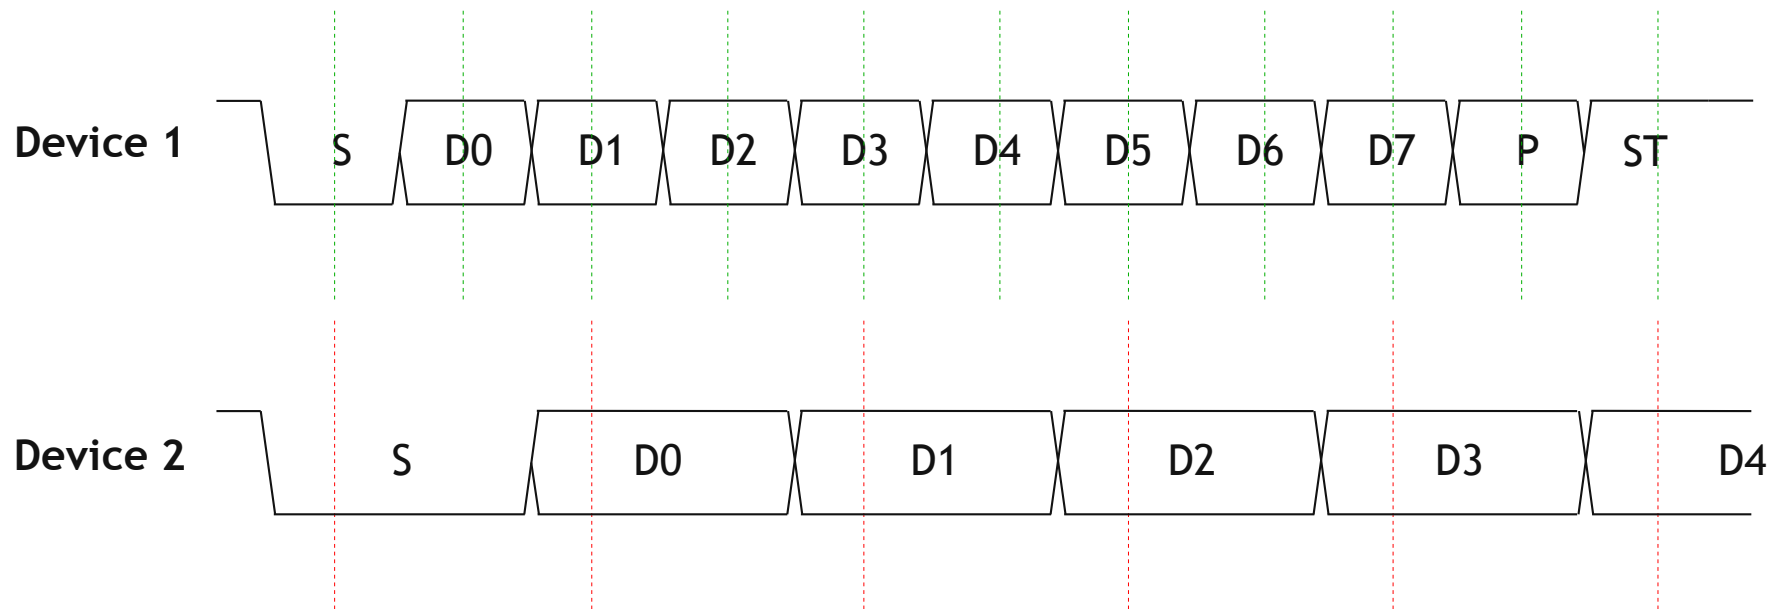 Device 1 S D0 D1 D2 D3 D4 D5 D6 D7 P ST
Device 2 S D0 D1 D2 D3 D4